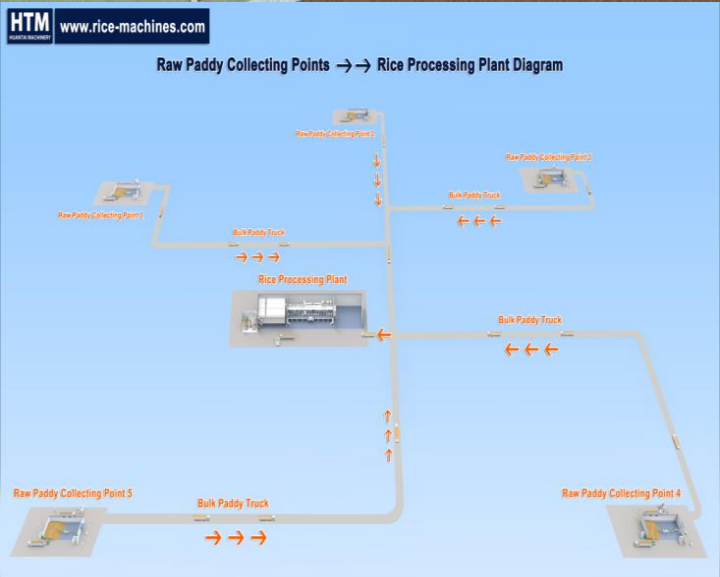 HTM
HUANTAI MACHINERY
www.rice-machines.com
Raw Paddy Collecting Points →→ Rice Processing Plant Diagram
Raw Paddy Collecting Point 2
Raw Paddy Collecting Point 3
Raw Paddy Collecting Point
Bulk Paddy Truck
Bulk Paddy Truck
Rice Processing Plant
Bulk Paddy Truck
Raw Paddy Collecting Point 5
Raw Paddy Collecting Point 4
Bulk Paddy Truck